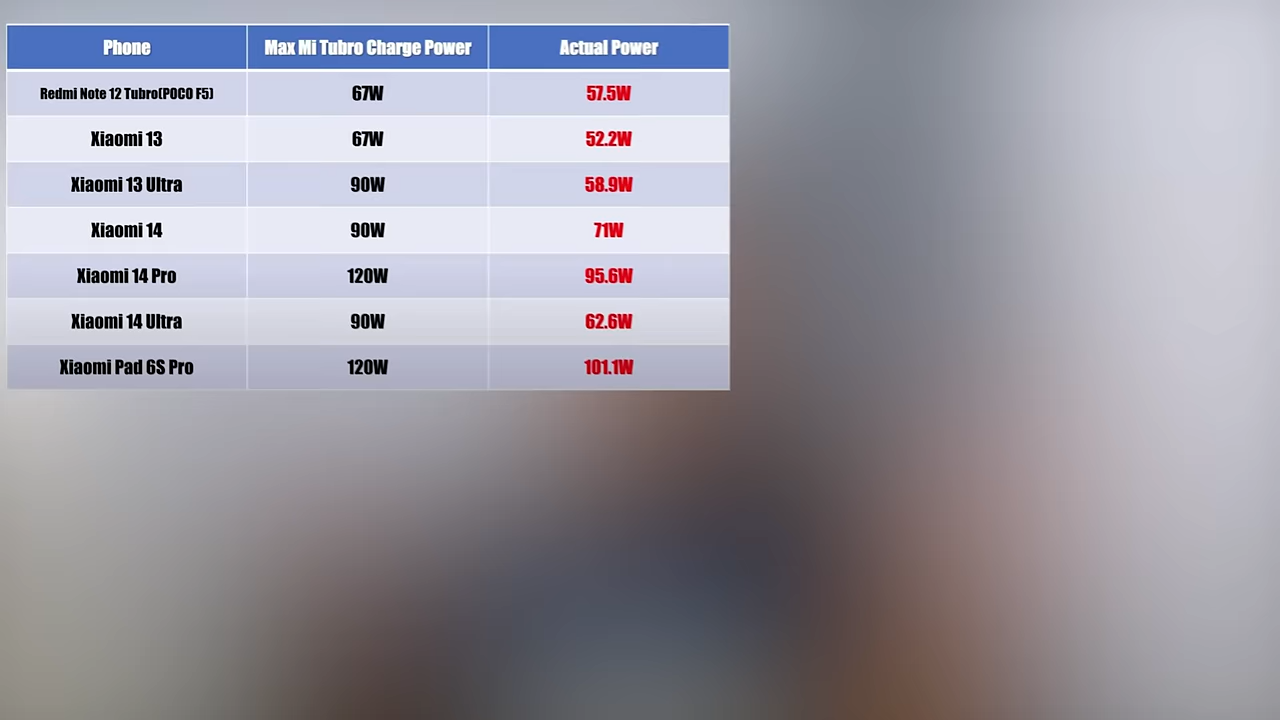 Phone Max Mi Tubro Charge Power Actual Power
Redmi Note 12 Tubro(POCO F5) 67W 57.5W
Xiaomi 13 67W 52.2W
Xiaomi 13 Ultra 90W 58.9W
Xiaomi 14 90W 71W
Xiaomi 14 Pro 120W 95.6W
Xiaomi 14 Ultra 90W 62.6W
Xiaomi Pad 6S Pro 120W 101.1W